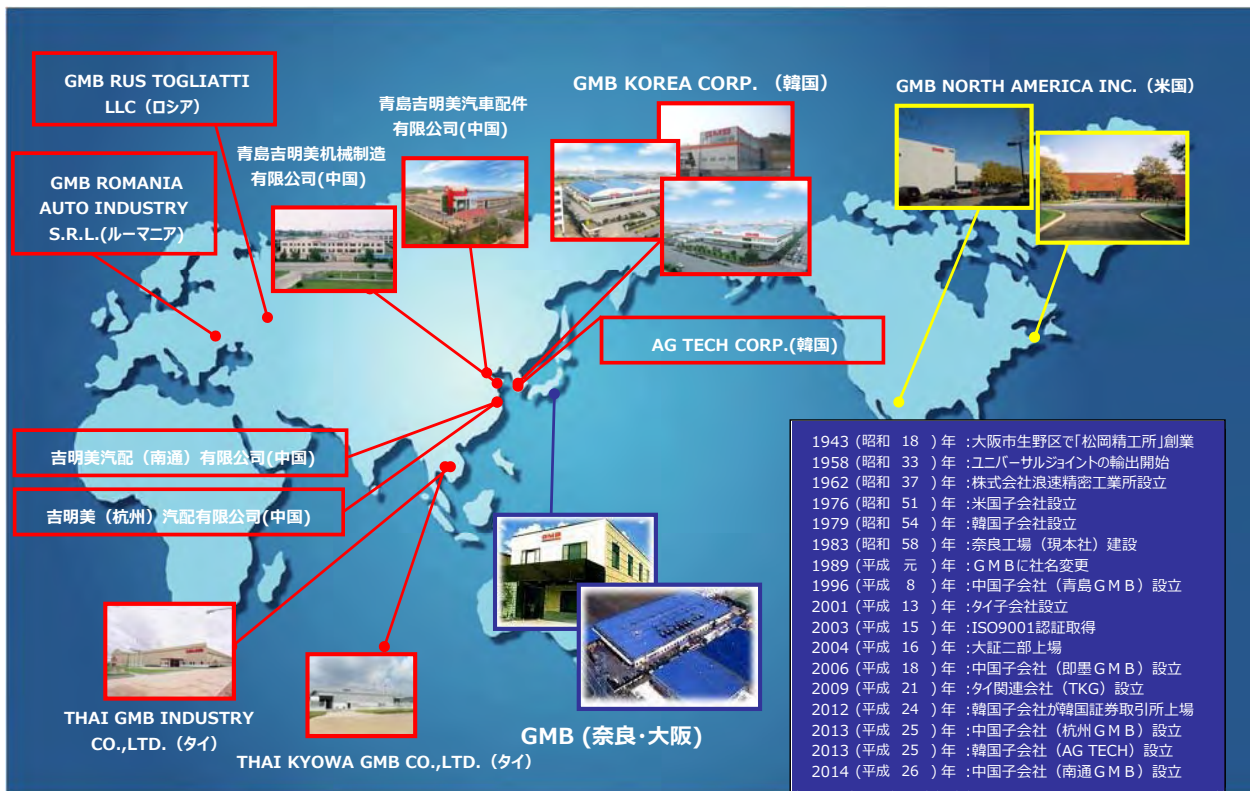 GMB RUS TOGLIATTI
LLC（ロシア）
GMB ROMANIA
AUTO INDUSTRY
S.R.L.(ルーマニア)
青島吉明美机械制造
有限公司(中国)
青島吉明美汽車配件
有限公司(中国)
GMB KOREA CORP. （韓国）
GMB NORTH AMERICA INC.（米国）
AG TECH CORP.(韓国)
吉明美汽配（南通）有限公司(中国)
吉明美（杭州）汽配有限公司(中国)
THAI GMB INDUSTRY
CO.,LTD.（タイ）
THAI KYOWA GMB CO.,LTD.（タイ）
GMB (奈良・大阪)
1943 (昭和 18 ) 年 :大阪市生野区で「松岡精工所」創業
1958 (昭和 33 ) 年 :ユニバーサルジョイントの輸出開始
1962 (昭和 37 ) 年 :株式会社浪速精密工業所設立
1976 (昭和 51 ) 年 :米国子会社設立
1979 (昭和 54 ) 年 :韓国子会社設立
1983 (昭和 58 ) 年 :奈良工場（現本社）建設
1989 (平成 元 ) 年 :ＧＭＢに社名変更
1996 (平成 8 ) 年 :中国子会社（青島ＧＭＢ）設立
2001 (平成 13 ) 年 :タイ子会社設立
2003 (平成 15 ) 年 :ISO9001認証取得
2004 (平成 16 ) 年 :大証二部上場
2006 (平成 18 ) 年 :中国子会社（即墨ＧＭＢ）設立
2009 (平成 21 ) 年 :タイ関連会社（TKG）設立
2012 (平成 24 ) 年 :韓国子会社が韓国証券取引所上場
2013 (平成 25 ) 年 :中国子会社（杭州ＧＭＢ）設立
2013 (平成 25 ) 年 :韓国子会社（AG TECH）設立
2014 (平成 26 ) 年 :中国子会社（南通ＧＭＢ）設立